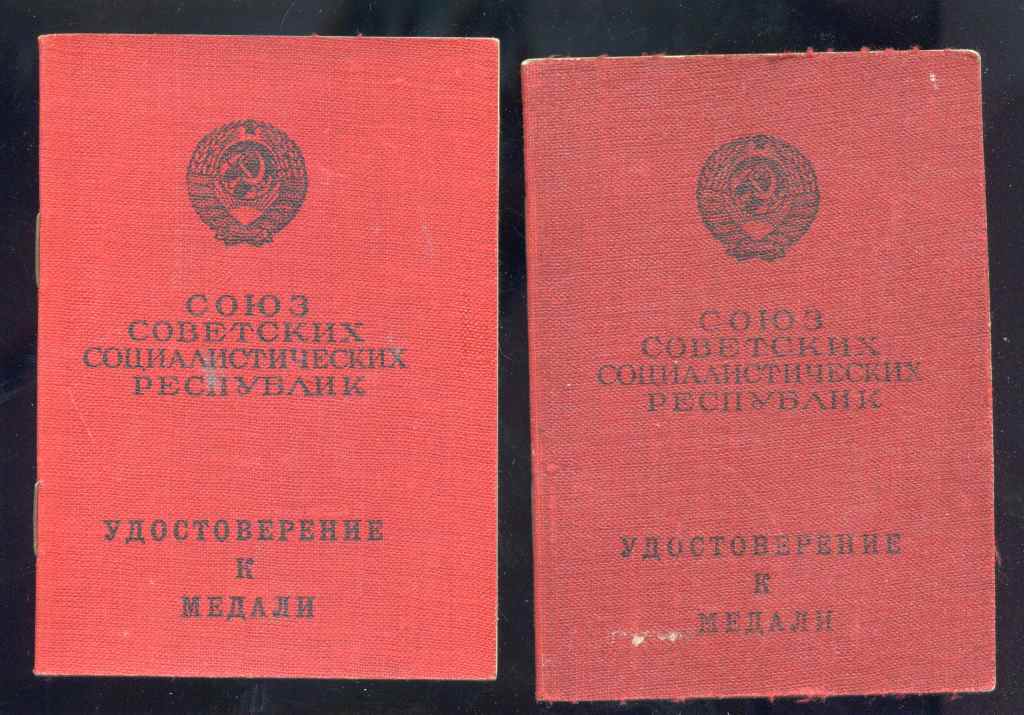 СОЮЗ
СОВЕТСКИХ
СОЦИАЛИСТИЧЕСКИХ
РЕСПУБЛИК
УДОСТОВЕРЕНИЕ
К
МЕДАЛИ
СОЮЗ
СОВЕТСКИХ
СОЦИАЛИСТИЧЕСКИХ
РЕСПУБЛИК
УДОСТОВЕРЕНИЕ
К
МЕДАЛИ